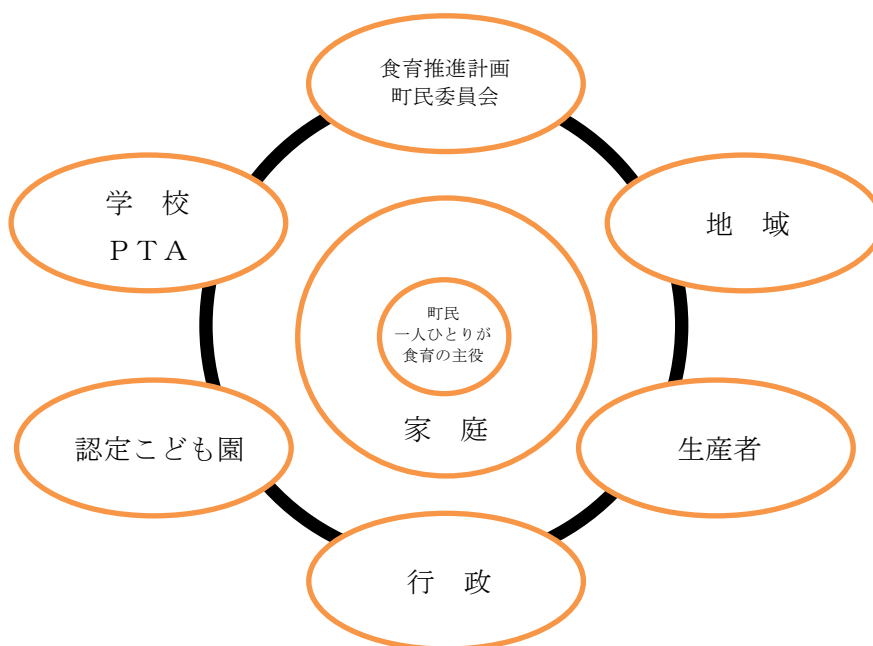 食育推進計画
町民委員会
学　校
ＰＴＡ
地　域
町民
一人ひとりが
食育の主役
家　庭
認定こども園
生産者
行　政